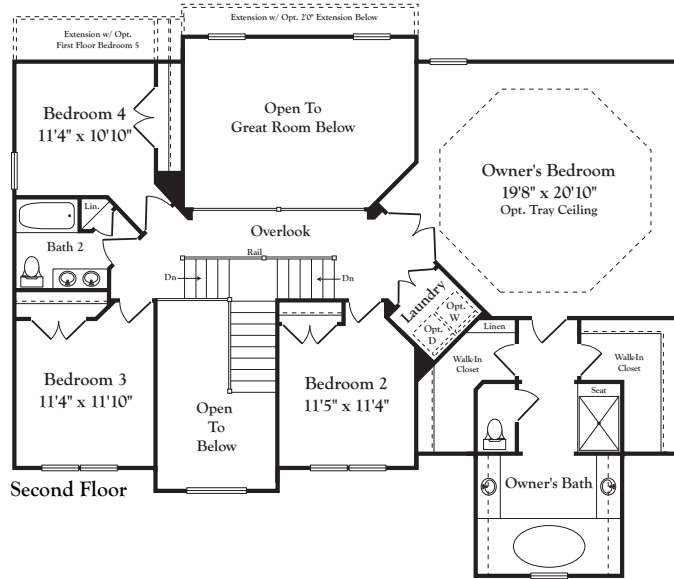 Extension w/ Opt. 2'0" Extension Below
Extension w/ Opt.
First Floor Bedroom 5
Bedroom 4
11'4" x 10'10"
Open To
Great Room Below
Owner's Bedroom
19'8" x 20'10"
Opt. Tray Ceiling
Lin.
Bath 2
Overlook
Rail
Dn
Dn
Laundry
Opt.
W
Opt.
D
Linen
Walk-In
Closet
Walk-In
Closet
Bedroom 3
11'4" x 11'10"
Bedroom 2
11'5" x 11'4"
Open
To
Below
Seat
Owner's Bath
Second Floor